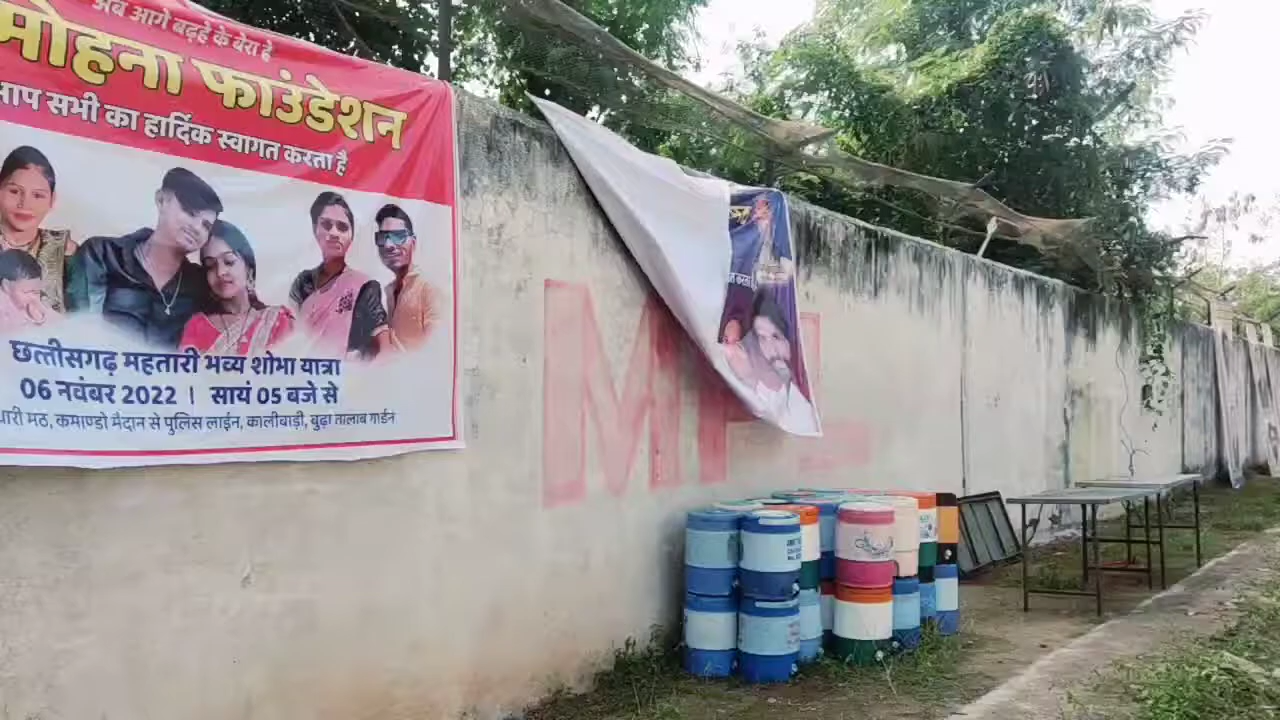 अब आगे बढ़हे के बेरा हे
मोहना फाउंडेशन
आप सभी का हार्दिक स्वागत करता है
छत्तीसगढ़ महतारी भव्य शोभा यात्रा
06 नवंबर 2022 । सायं 05 बजे से
मठ, कमाण्डो मैदान से पुलिस लाईन, कालीबाड़ी, बुढ़ा तालाब गार्डन